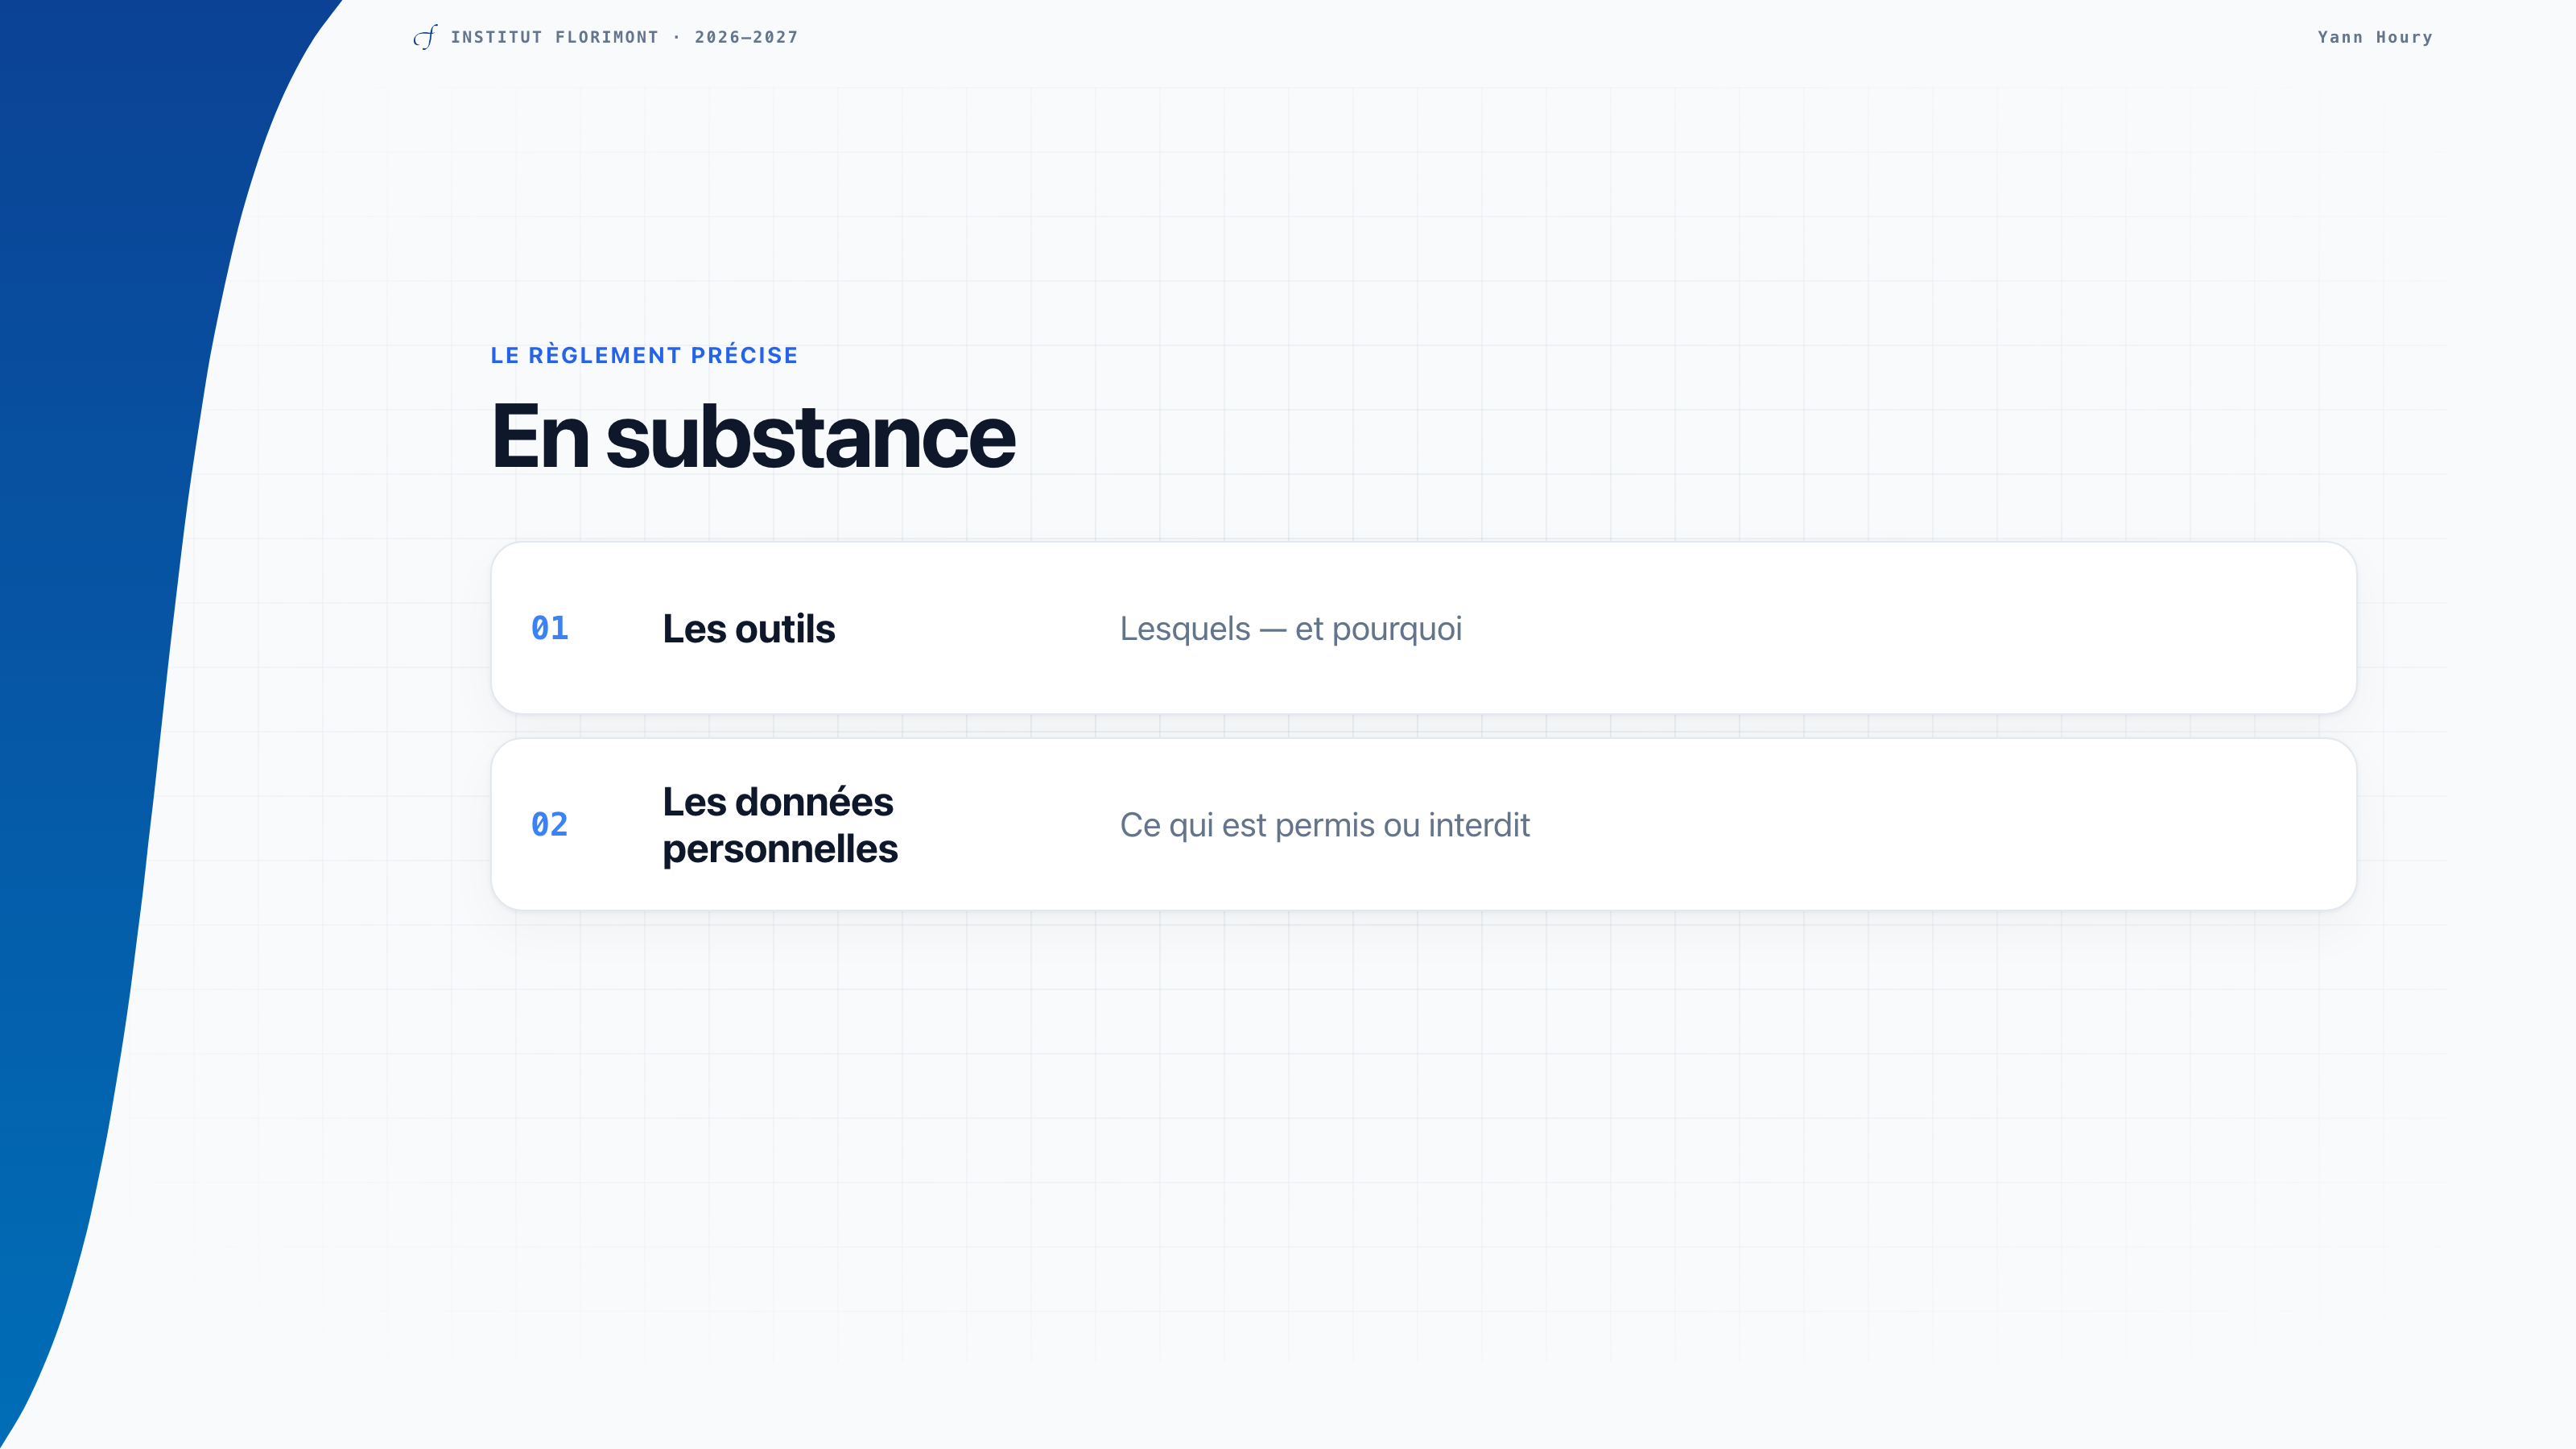 INSTITUT FLORIMONT · 2026—2027
Yann Houry
LE RÈGLEMENT PRÉCISE
En substance
01
Les outils
Lesquels — et pourquoi
02
Les données
personnelles
Ce qui est permis ou interdit